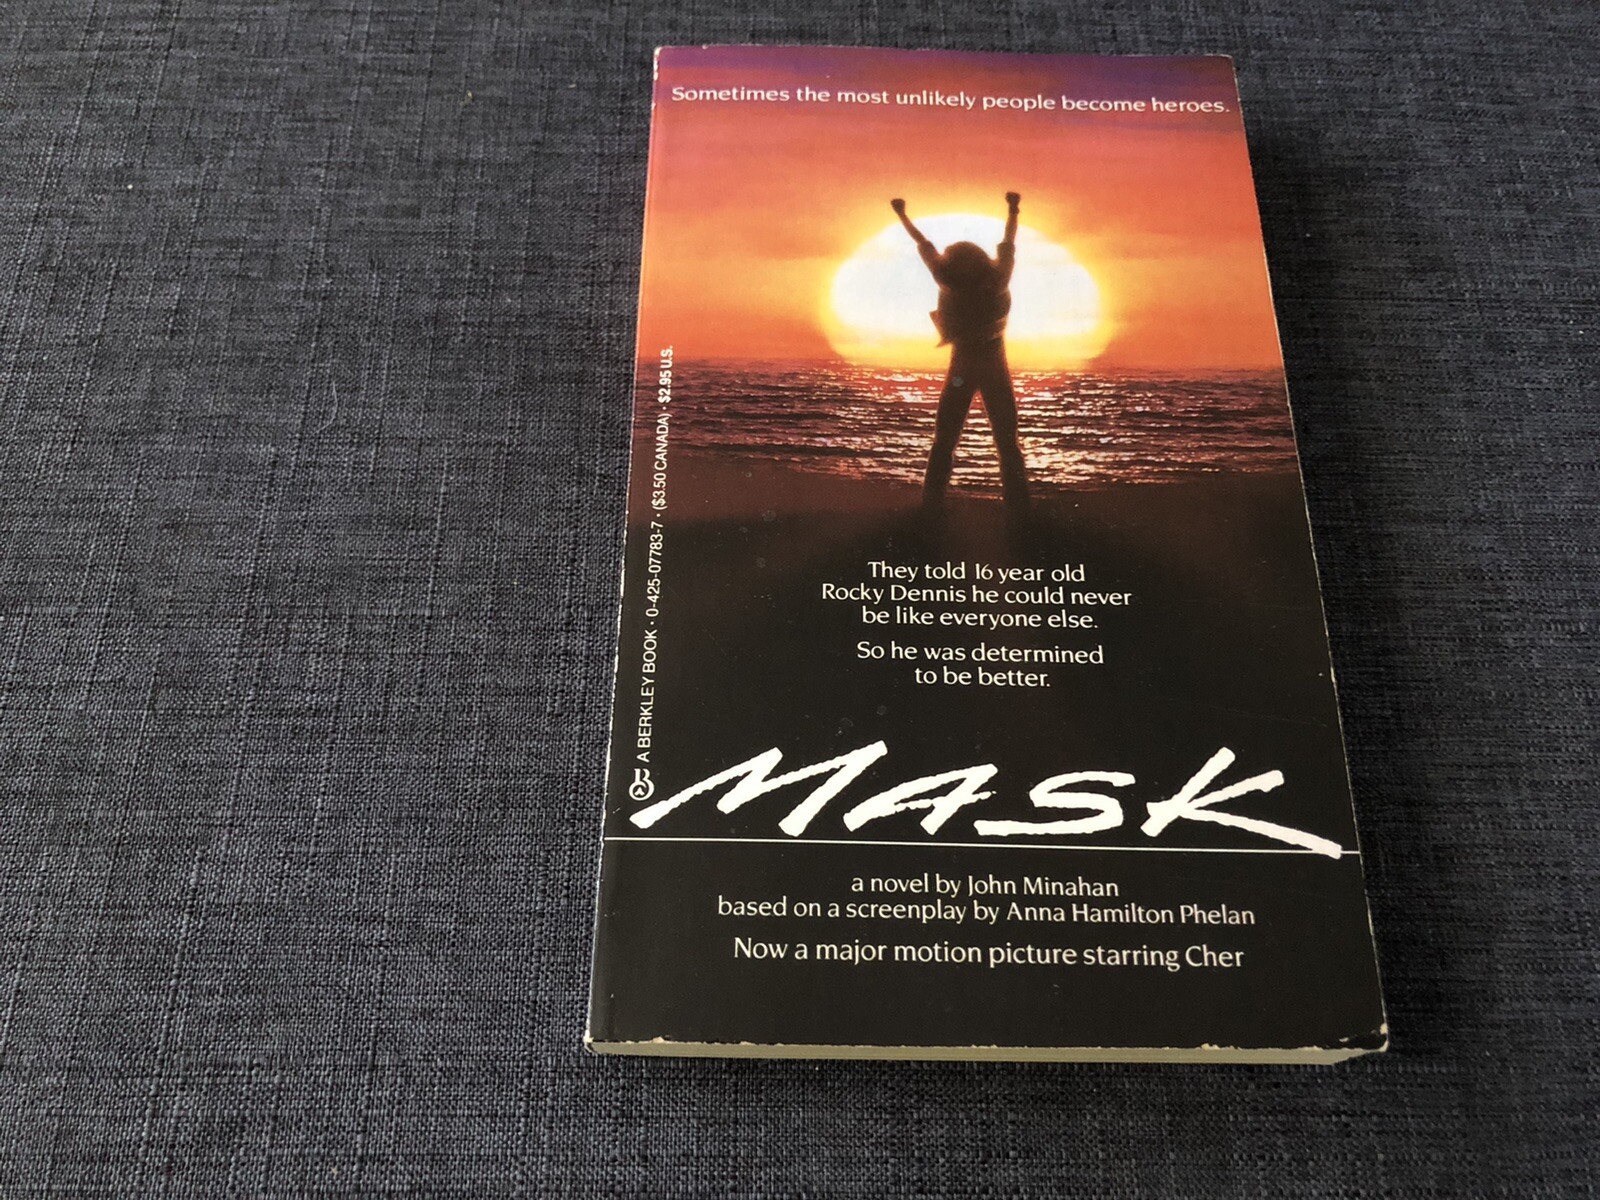 Sometimes the most unlikely people become heroes.
A BERKLEY BOOK · 0-425-07783-7 · ($3.50 CANADA) · $2.95 U.S.
They told 16 year old
Rocky Dennis he could never
be like everyone else.
So he was determined
to be better.
MASK
a novel by John Minahan
based on a screenplay by Anna Hamilton Phelan
Now a major motion picture starring Cher